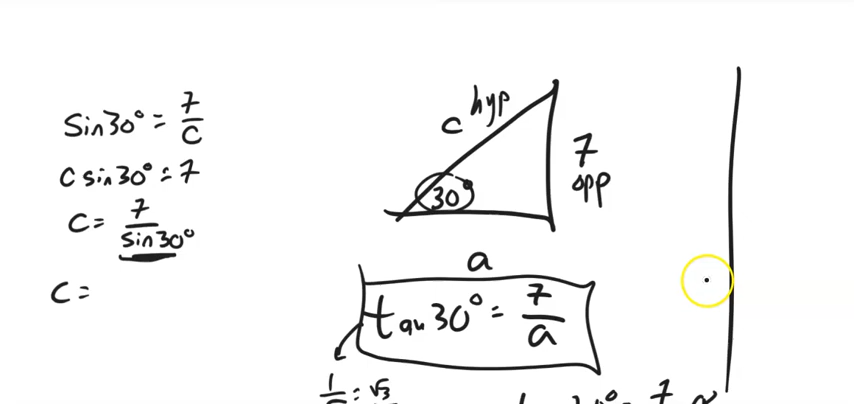 Sin30° = 7/C
C sin30° = 7
C = 7/sin30°
C =
hyp
C
30°
7
opp
a
tan30° = 7/a